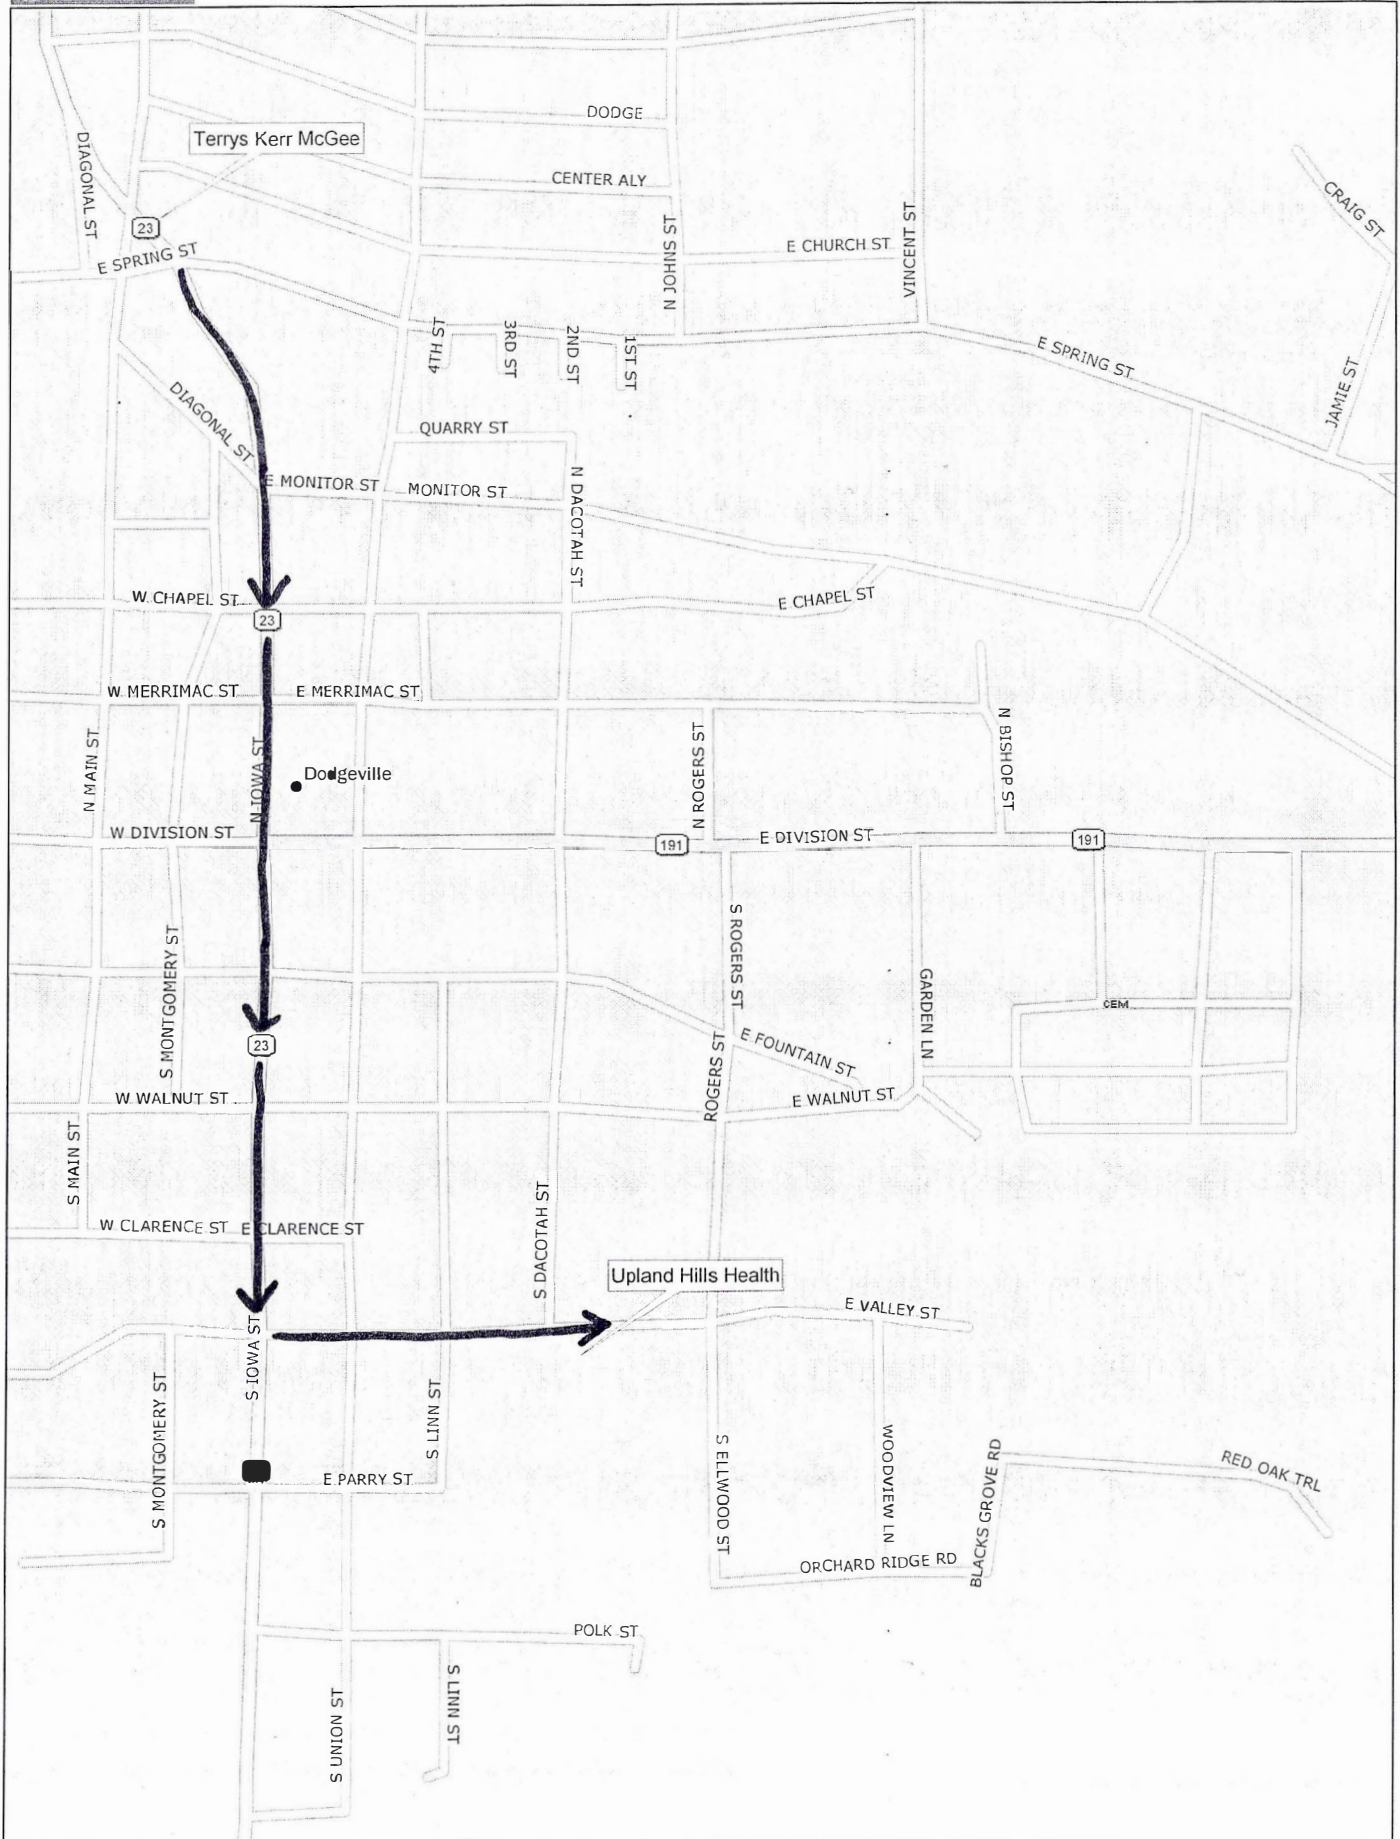 DODGE
Terrys Kerr McGee
DIAGONAL ST
CENTER ALY
CRAIG ST
23
N JOHNS ST
VINCENT ST
E CHURCH ST
E SPRING ST
4TH ST
3RD ST
2ND ST
1ST ST
E SPRING ST
JAMIE ST
DIAGONAL ST
QUARRY ST
E MONITOR ST
MONITOR ST
N DACOTAH ST
W CHAPEL ST
E CHAPEL ST
23
W MERRIMAC ST
E MERRIMAC ST
N MAIN ST
N IOWA ST
Dodgeville
N ROGERS ST
N BISHOP ST
W DIVISION ST
191
E DIVISION ST
191
S MONTGOMERY ST
S ROGERS ST
GARDEN LN
CEM
23
ROGERS ST
E FOUNTAIN ST
W WALNUT ST
E WALNUT ST
S MAIN ST
S DACOTAH ST
W CLARENCE ST
E CLARENCE ST
Upland Hills Health
E VALLEY ST
S IOWA ST
S MONTGOMERY ST
S LINN ST
S ELLWOOD ST
WOODVIEW LN
BLACKS GROVE RD
RED OAK TRL
E PARRY ST
ORCHARD RIDGE RD
POLK ST
S UNION ST
S LINN ST